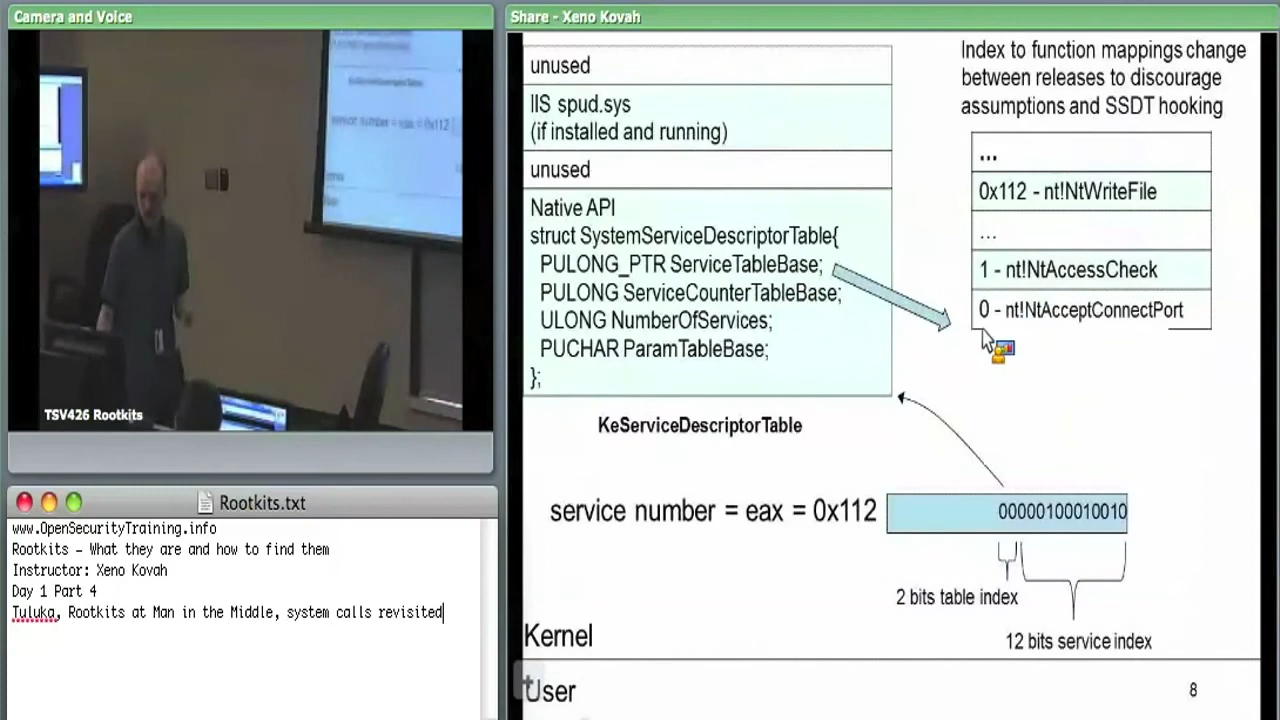 Camera and Voice
service number = eax = 0x112
TSV426 Rootkits
Rootkits.txt
www.OpenSecurityTraining.info
Rootkits - What they are and how to find them
Instructor: Xeno Kovah
Day 1 Part 4
Tuluka, Rootkits at Man in the Middle, system calls revisited
Share - Xeno Kovah
unused
IIS spud.sys
(if installed and running)
unused
Native API
struct SystemServiceDescriptorTable{
PULONG_PTR ServiceTableBase;
PULONG ServiceCounterTableBase;
ULONG NumberOfServices;
PUCHAR ParamTableBase;
};
KeServiceDescriptorTable
Index to function mappings change
between releases to discourage
assumptions and SSDT hooking
...
0x112 - nt!NtWriteFile
...
1 - nt!NtAccessCheck
0 - nt!NtAcceptConnectPort
service number = eax = 0x112
00000100010010
2 bits table index
12 bits service index
Kernel
User
8